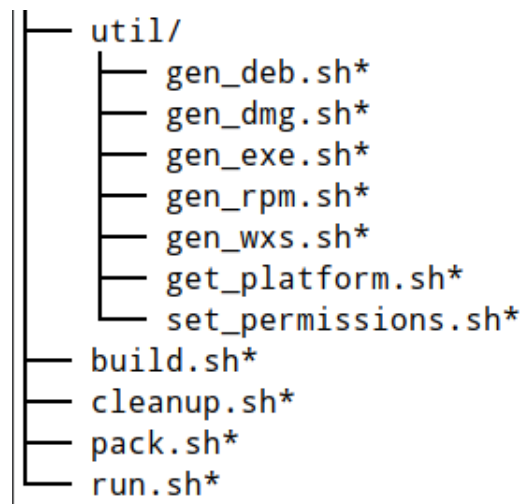 util/
gen_deb.sh*
gen_dmg.sh*
gen_exe.sh*
gen_rpm.sh*
gen_wxs.sh*
get_platform.sh*
set_permissions.sh*
build.sh*
cleanup.sh*
pack.sh*
run.sh*